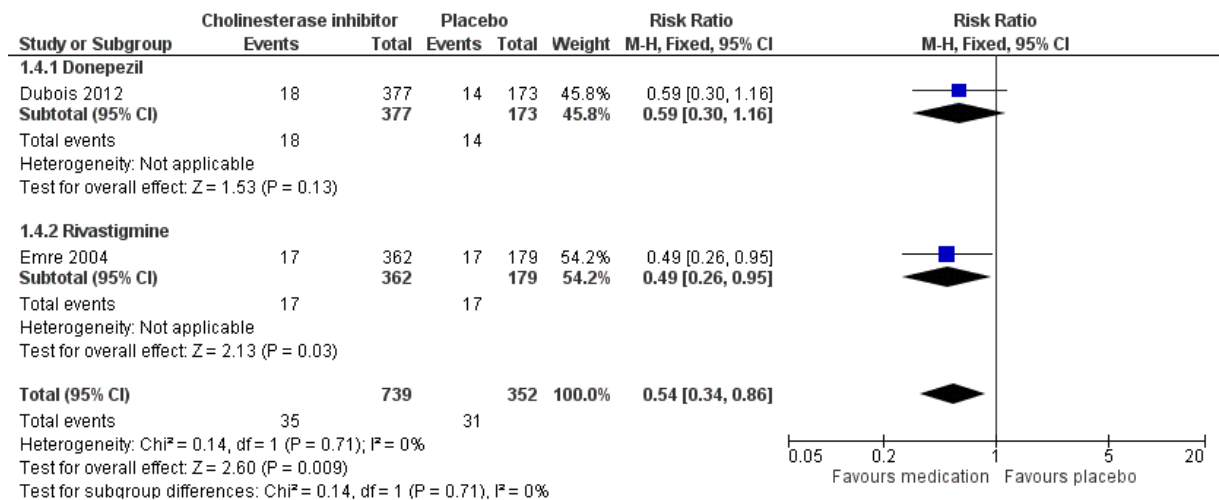 Cholinesterase inhibitor Placebo Risk Ratio Risk Ratio
Study or Subgroup Events Total Events Total Weight M-H, Fixed, 95% CI M-H, Fixed, 95% CI
1.4.1 Donepezil
Dubois 2012 18 377 14 173 45.8% 0.59 [0.30, 1.16]
Subtotal (95% CI) 377 173 45.8% 0.59 [0.30, 1.16]
Total events 18 14
Heterogeneity: Not applicable
Test for overall effect: Z = 1.53 (P = 0.13)
1.4.2 Rivastigmine
Emre 2004 17 362 17 179 54.2% 0.49 [0.26, 0.95]
Subtotal (95% CI) 362 179 54.2% 0.49 [0.26, 0.95]
Total events 17 17
Heterogeneity: Not applicable
Test for overall effect: Z = 2.13 (P = 0.03)
Total (95% CI) 739 352 100.0% 0.54 [0.34, 0.86]
Total events 35 31
Heterogeneity: Chi² = 0.14, df = 1 (P = 0.71); I² = 0%
Test for overall effect: Z = 2.60 (P = 0.009)
Test for subgroup differences: Chi² = 0.14, df = 1 (P = 0.71), I² = 0%
0.05 0.2 1 5 20
Favours medication Favours placebo